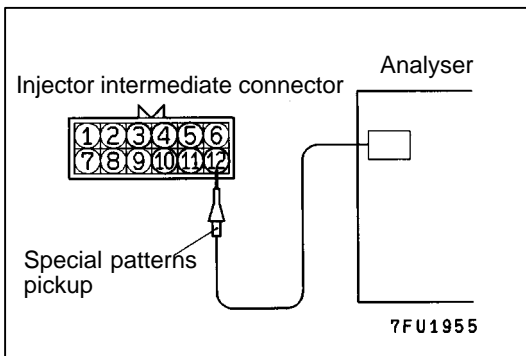 Analyser
Injector intermediate connector
1 2 3 4 5 6
7 8 9 10 11 12
Special patterns
pickup
7FU1955